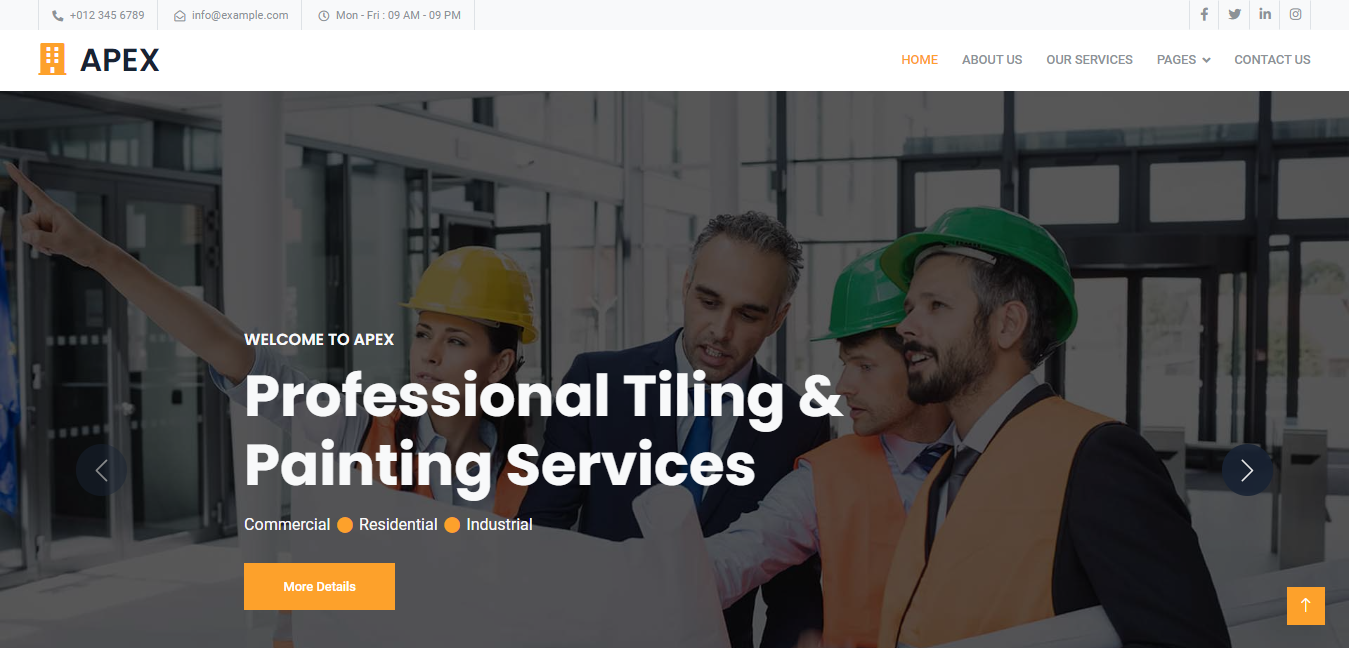 +012 345 6789
info@example.com
Mon - Fri : 09 AM - 09 PM
APEX
HOME
ABOUT US
OUR SERVICES
PAGES
CONTACT US
WELCOME TO APEX
Professional Tiling &
Painting Services
Commercial Residential Industrial
More Details